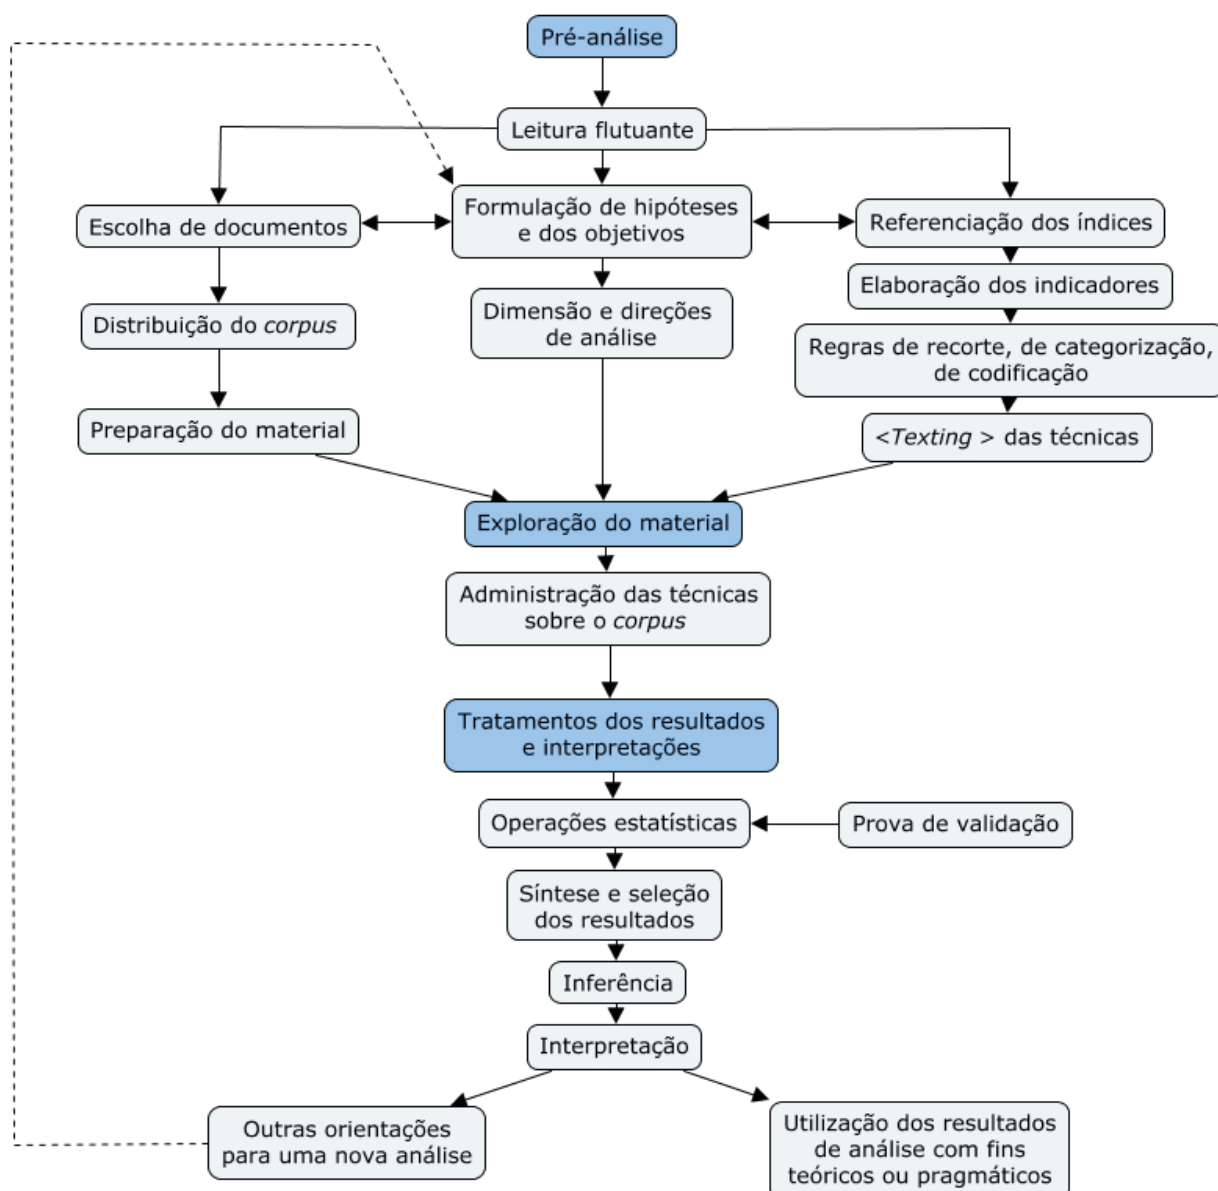 Pré-análise
Leitura flutuante
Escolha de documentos
Formulação de hipóteses
e dos objetivos
Referenciação dos índices
Distribuição do corpus
Dimensão e direções
de análise
Elaboração dos indicadores
Regras de recorte, de categorização,
de codificação
Preparação do material
<Texting > das técnicas
Exploração do material
Administração das técnicas
sobre o corpus
Tratamentos dos resultados
e interpretações
Operações estatísticas
Prova de validação
Síntese e seleção
dos resultados
Inferência
Interpretação
Outras orientações
para uma nova análise
Utilização dos resultados
de análise com fins
teóricos ou pragmáticos